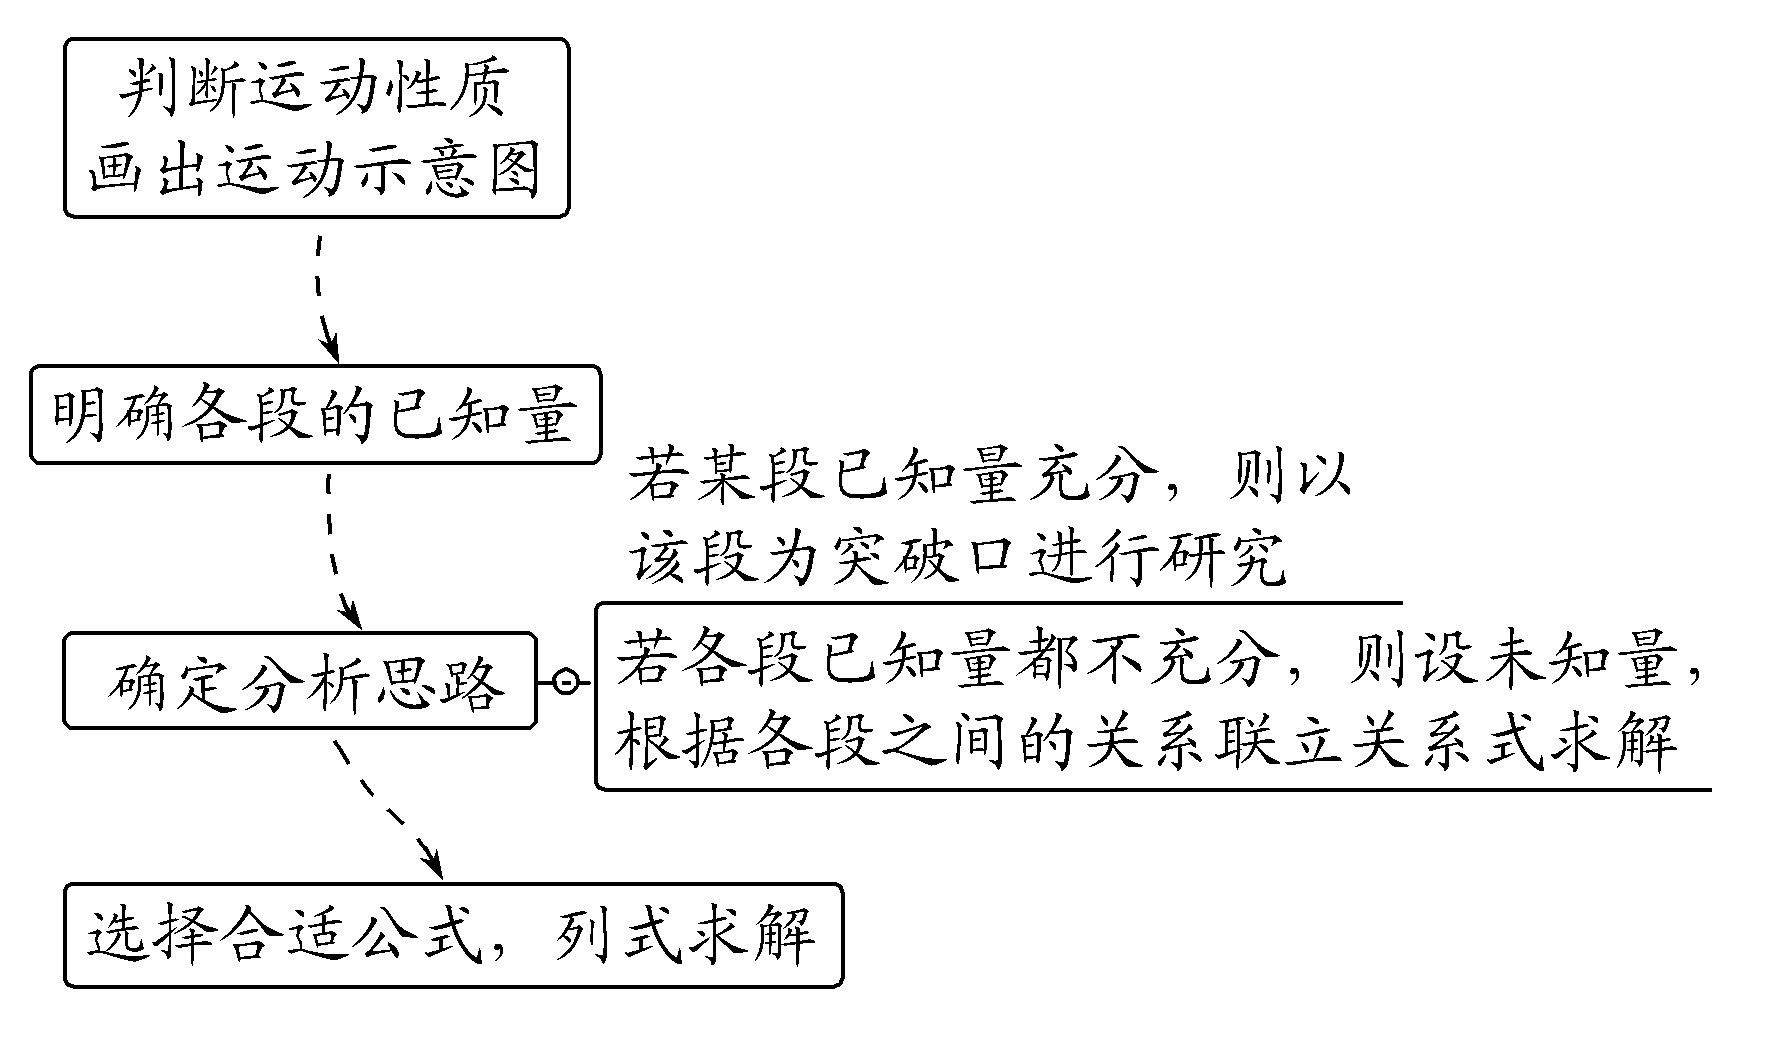 判断运动性质
画出运动示意图
明确各段的已知量
若某段已知量充分，则以
该段为突破口进行研究
确定分析思路
若各段已知量都不充分，则设未知量，
根据各段之间的关系联立关系式求解
选择合适公式，列式求解